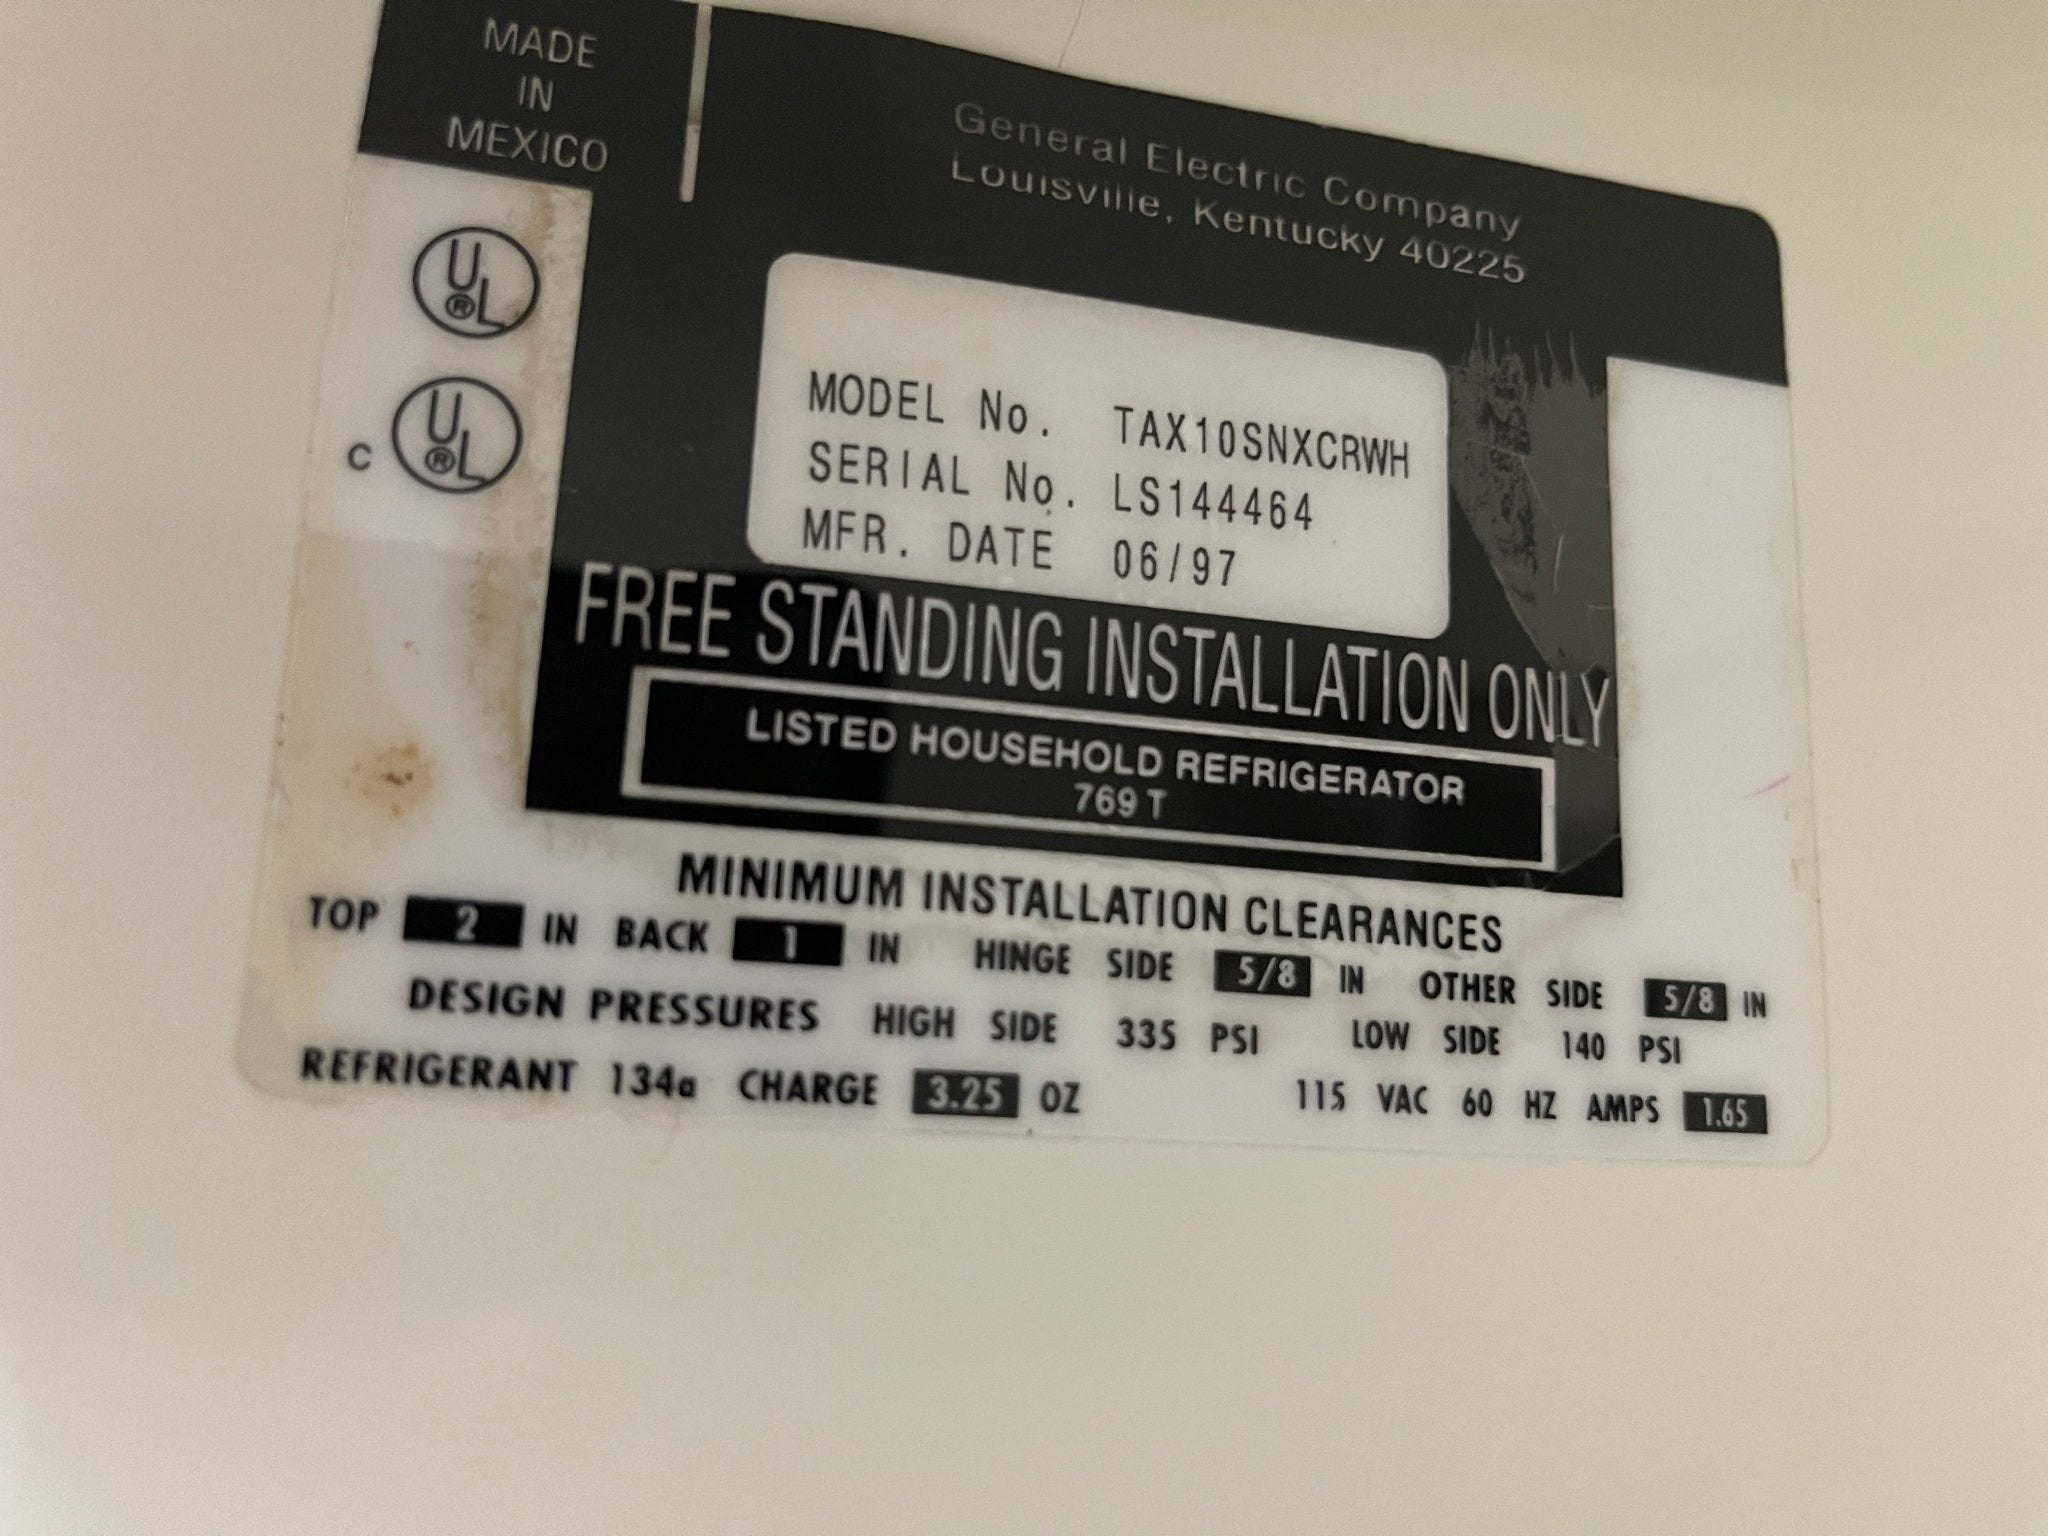 MADE
IN
MEXICO
General Electric Company
Louisville, Kentucky 40225
UL®
C UL®
MODEL No. TAX10SNXCRWH
SERIAL No. LS144464
MFR. DATE 06/97
FREE STANDING INSTALLATION ONLY
LISTED HOUSEHOLD REFRIGERATOR
769 T
MINIMUM INSTALLATION CLEARANCES
TOP 2 IN BACK 1 IN HINGE SIDE 5/8 IN OTHER SIDE 5/8 IN
DESIGN PRESSURES HIGH SIDE 335 PSI LOW SIDE 140 PSI
REFRIGERANT 134a CHARGE 3.25 OZ 115 VAC 60 HZ AMPS 1.65